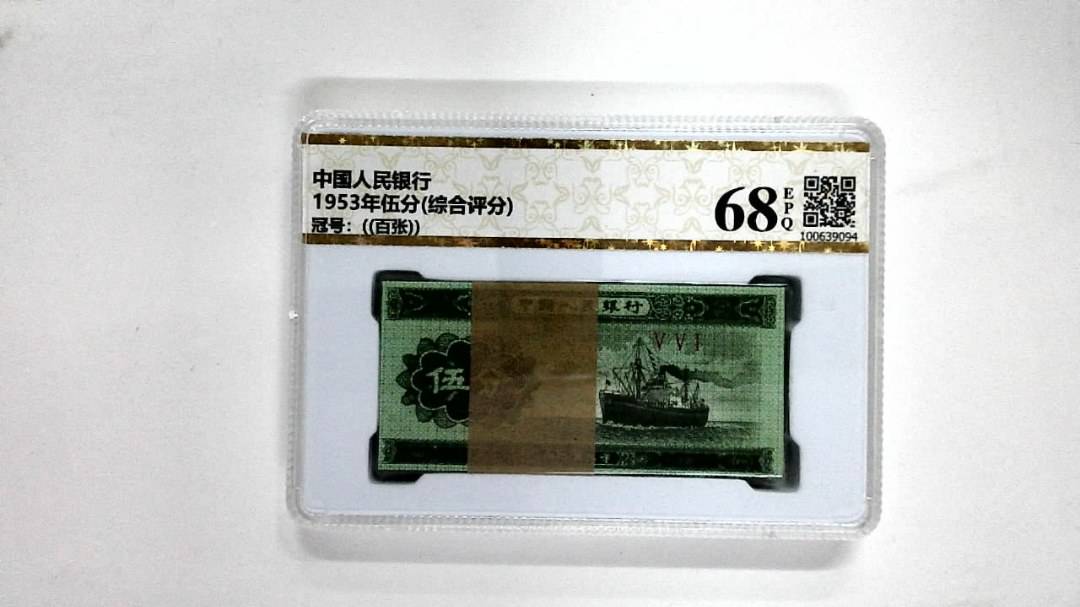 中国人民银行
1953年伍分(综合评分)
冠号：((百张))
68
EPQ
100639094
中国人民银行
VVI
伍分